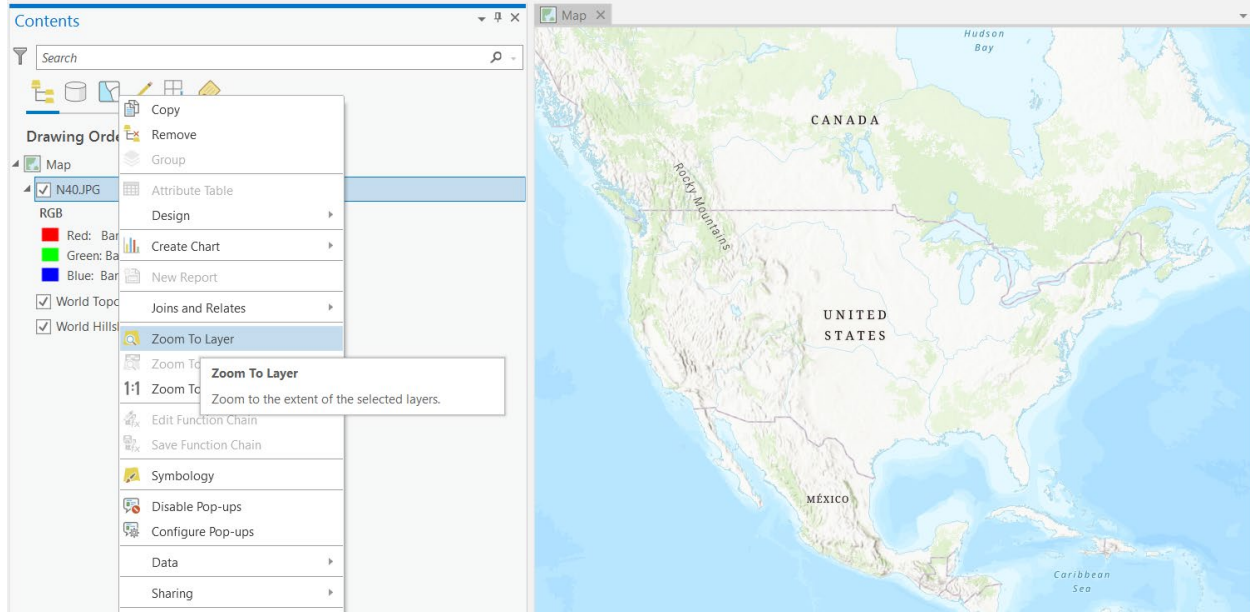 Contents
Search
Drawing Orde
Map
N40.JPG
RGB
Red: Bar
Green: Ba
Blue: Bar
World Topo
World Hills
Copy
Remove
Group
Attribute Table
Design
Create Chart
New Report
Joins and Relates
Zoom To Layer
Zoom To
1:1 Zoom To
Zoom To Layer
Zoom to the extent of the selected layers.
Edit Function Chain
Save Function Chain
Symbology
Disable Pop-ups
Configure Pop-ups
Data
Sharing
Map
Hudson
Bay
CANADA
Rocky Mountains
UNITED
STATES
MÉXICO
Caribbean
Sea